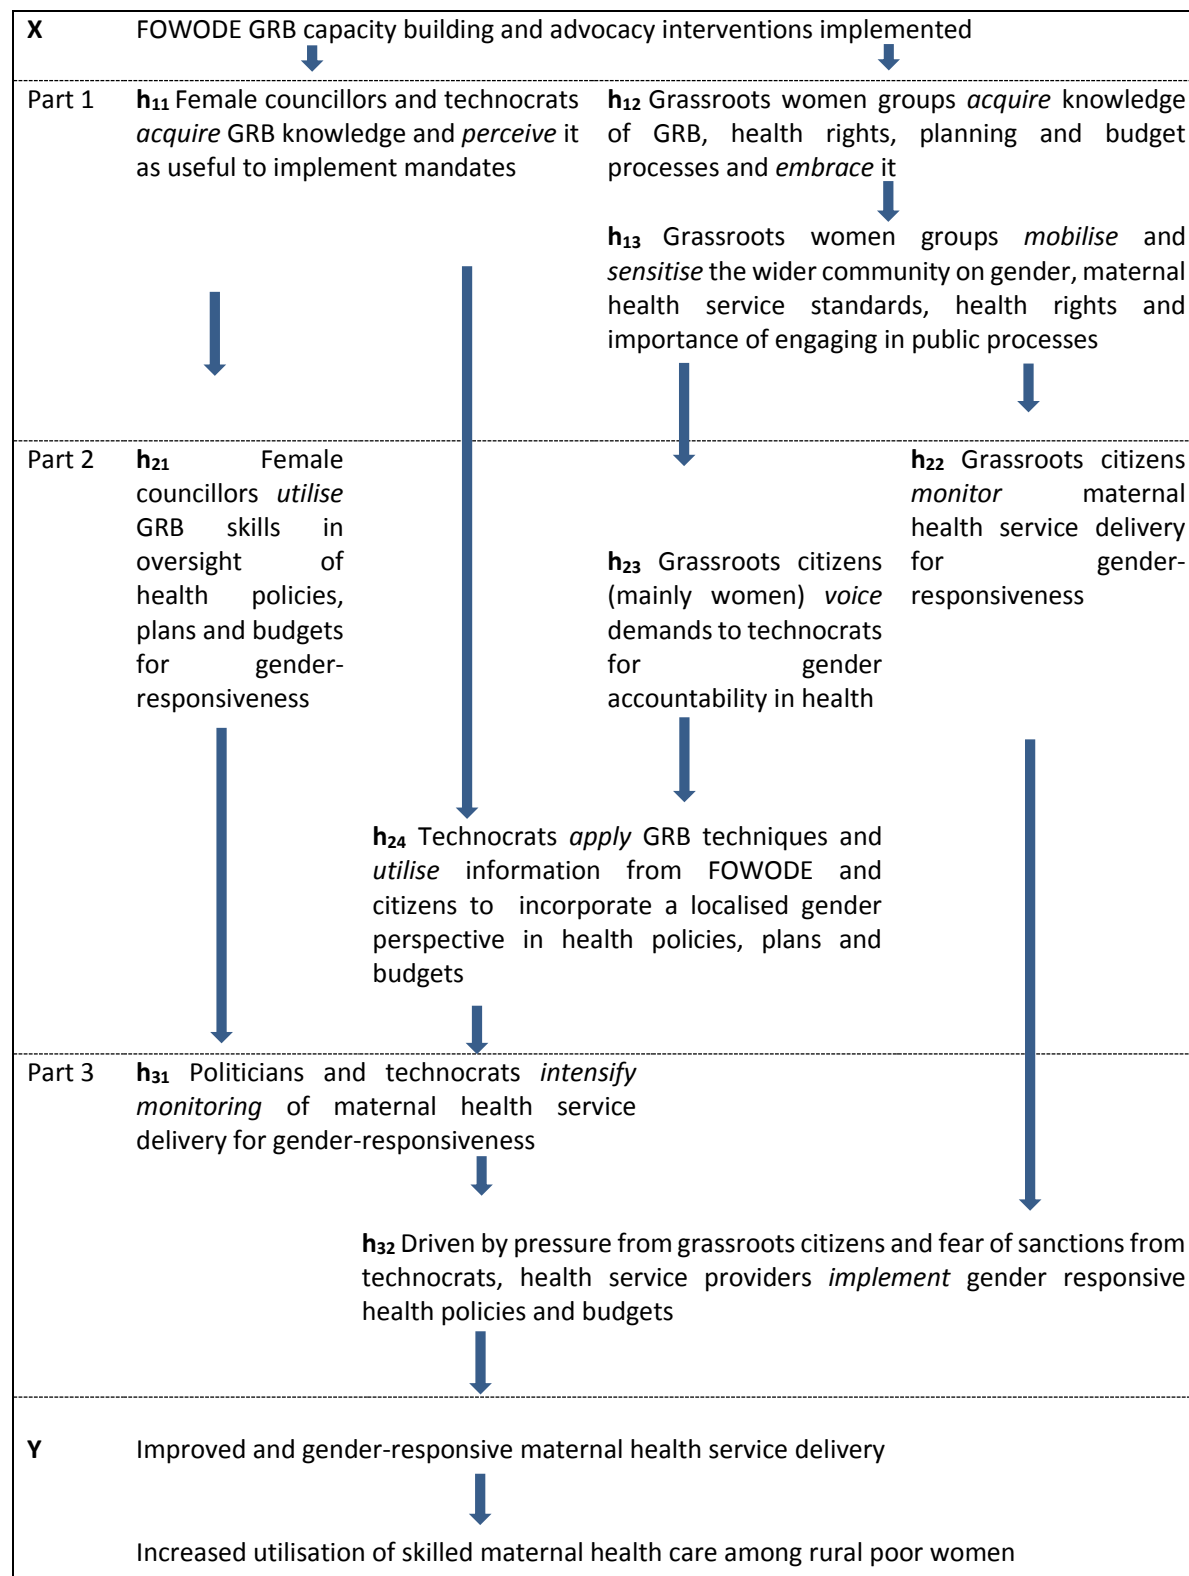 X FOWODE GRB capacity building and advocacy interventions implemented
Part 1
h11 Female councillors and technocrats
acquire GRB knowledge and perceive it
as useful to implement mandates
h12 Grassroots women groups acquire knowledge
of GRB, health rights, planning and budget
processes and embrace it
h13 Grassroots women groups mobilise and
sensitise the wider community on gender, maternal
health service standards, health rights and
importance of engaging in public processes
Part 2
h21 Female
councillors utilise
GRB skills in
oversight of
health policies,
plans and budgets
for gender-
responsiveness
h22 Grassroots citizens
monitor maternal
health service delivery
for gender-
responsiveness
h23 Grassroots citizens
(mainly women) voice
demands to technocrats
for gender
accountability in health
h24 Technocrats apply GRB techniques and
utilise information from FOWODE and
citizens to incorporate a localised gender
perspective in health policies, plans and
budgets
Part 3
h31 Politicians and technocrats intensify
monitoring of maternal health service
delivery for gender-responsiveness
h32 Driven by pressure from grassroots citizens and fear of sanctions from
technocrats, health service providers implement gender responsive
health policies and budgets
Y Improved and gender-responsive maternal health service delivery
Increased utilisation of skilled maternal health care among rural poor women